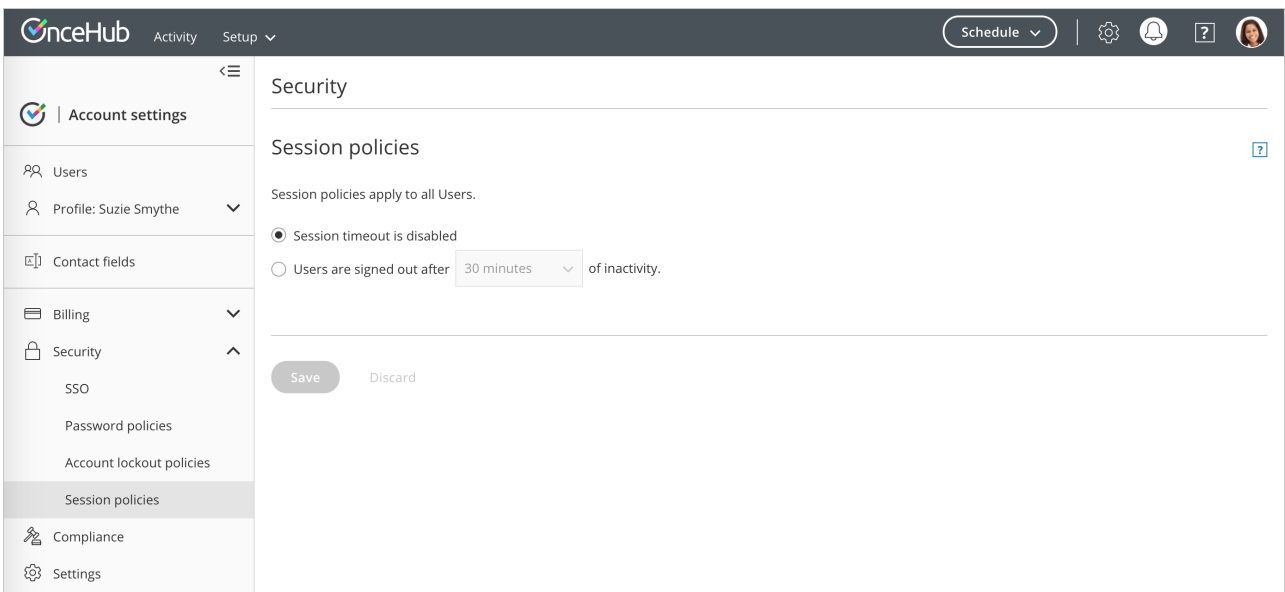 OnceHub Activity Setup Schedule ?
Account settings
Users
Profile: Suzie Smythe
Contact fields
Billing
Security
SSO
Password policies
Account lockout policies
Session policies
Compliance
Settings
Security
Session policies ?
Session policies apply to all Users.
Session timeout is disabled
Users are signed out after 30 minutes of inactivity.
Save Discard